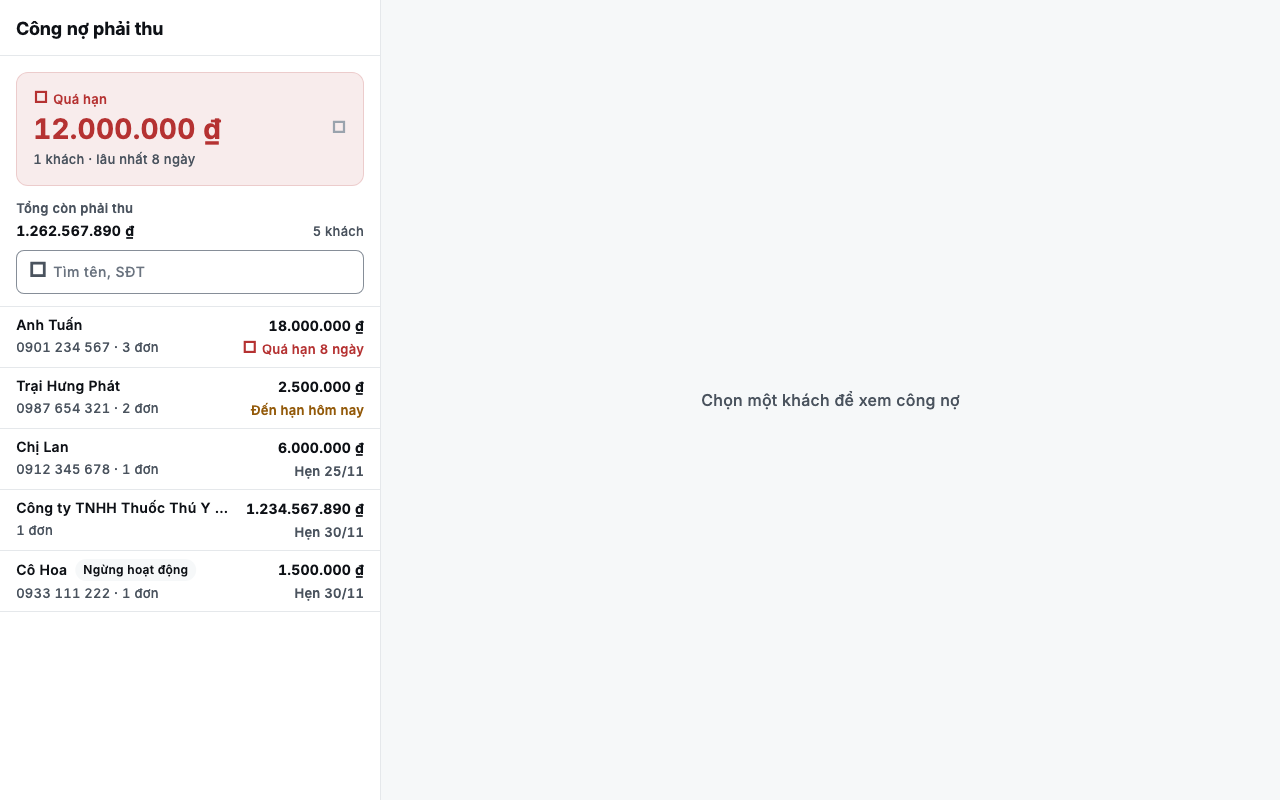 Công nợ phải thu
Quá hạn
12.000.000 ₫
1 khách · lâu nhất 8 ngày
Tổng còn phải thu
1.262.567.890 ₫ 5 khách
Tìm tên, SĐT
Anh Tuấn 18.000.000 ₫
0901 234 567 · 3 đơn Quá hạn 8 ngày
Trại Hưng Phát 2.500.000 ₫
0987 654 321 · 2 đơn Đến hạn hôm nay
Chị Lan 6.000.000 ₫
0912 345 678 · 1 đơn Hẹn 25/11
Công ty TNHH Thuốc Thú Y ... 1.234.567.890 ₫
1 đơn Hẹn 30/11
Cô Hoa Ngừng hoạt động 1.500.000 ₫
0933 111 222 · 1 đơn Hẹn 30/11
Chọn một khách để xem công nợ